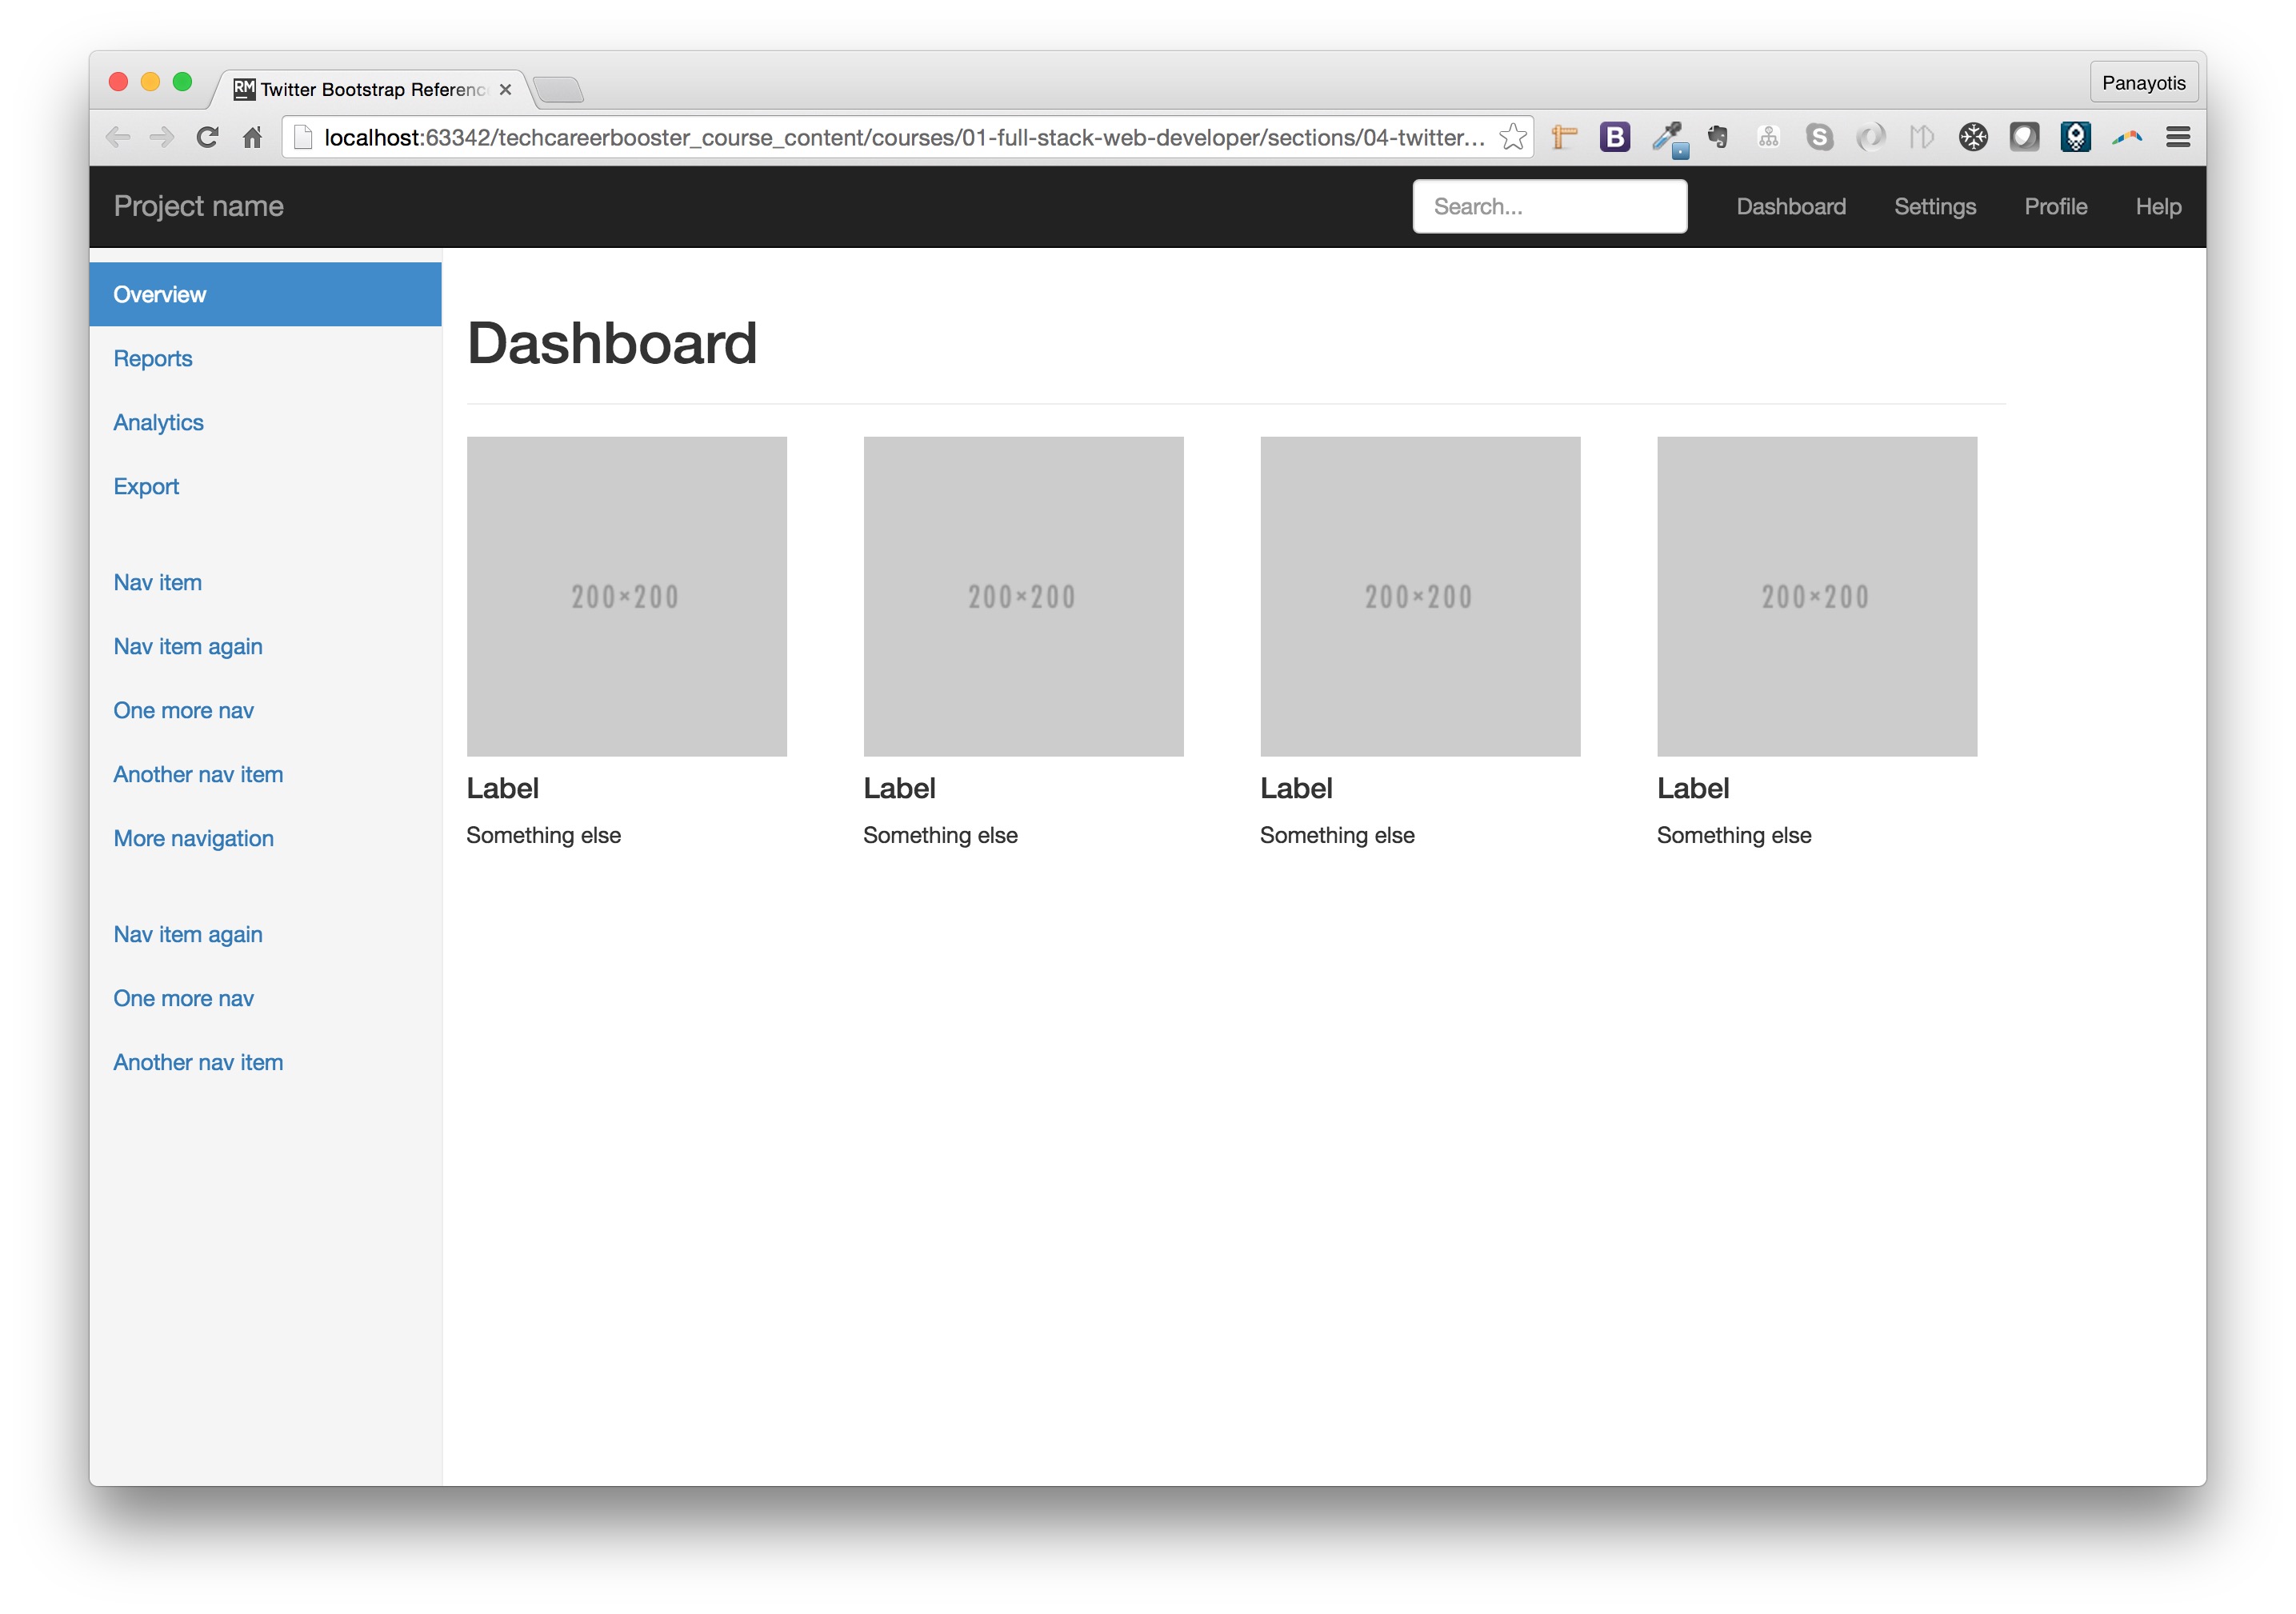 RM Twitter Bootstrap Referenc
Panayotis
localhost:63342/techcareerbooster_course_content/courses/01-full-stack-web-developer/sections/04-twitter...
B
S
Project name
Search...
Dashboard
Settings
Profile
Help
Overview
Reports
Analytics
Export
Nav item
Nav item again
One more nav
Another nav item
More navigation
Nav item again
One more nav
Another nav item
Dashboard
200×200
200×200
200×200
200×200
Label
Label
Label
Label
Something else
Something else
Something else
Something else